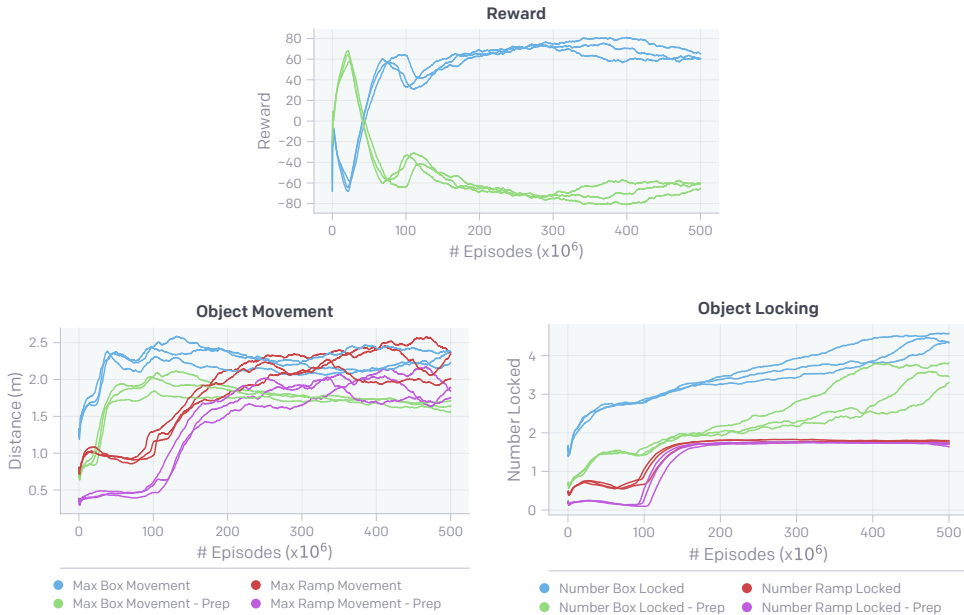 Reward
80
60
40
20
0
−20
−40
−60
−80
Reward
0 100 200 300 400 500
# Episodes (x10⁶)
Object Movement
2.5
2.0
1.5
1.0
0.5
Distance (m)
0 100 200 300 400 500
# Episodes (x10⁶)
Max Box Movement
Max Ramp Movement
Max Box Movement - Prep
Max Ramp Movement - Prep
Object Locking
4
3
2
1
0
Number Locked
0 100 200 300 400 500
# Episodes (x10⁶)
Number Box Locked
Number Ramp Locked
Number Box Locked - Prep
Number Ramp Locked - Prep